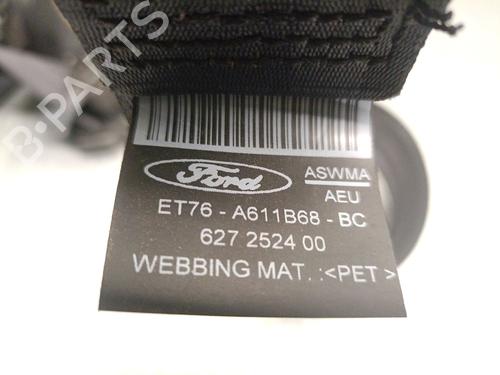 B-PARTS
Ford
ASWMA
AEU
ET76 - A611B68 - BC
627 2524 00
WEBBING MAT. :<PET >